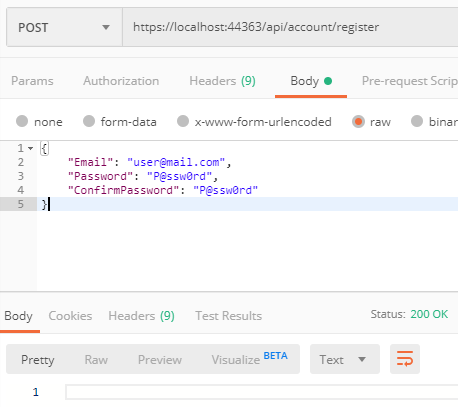 POST https://localhost:44363/api/account/register
Params Authorization Headers (9) Body Pre-request Scrip
none form-data x-www-form-urlencoded raw binar
1 {
2 "Email": "user@mail.com",
3 "Password": "P@ssw0rd",
4 "ConfirmPassword": "P@ssw0rd"
5 }
Body Cookies Headers (9) Test Results Status: 200 OK
Pretty Raw Preview Visualize BETA Text
1